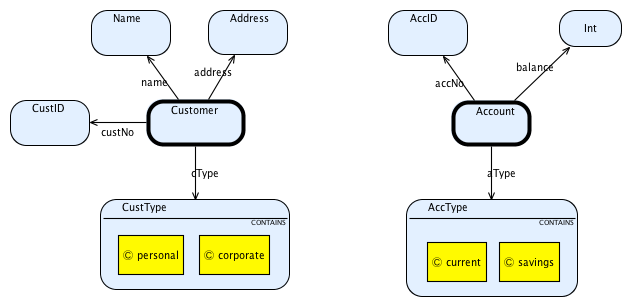 Name
Address
AccID
Int
name
address
accNo
balance
CustID
Customer
Account
custNo
cType
aType
CustType
CONTAINS
© personal
© corporate
AccType
CONTAINS
© current
© savings